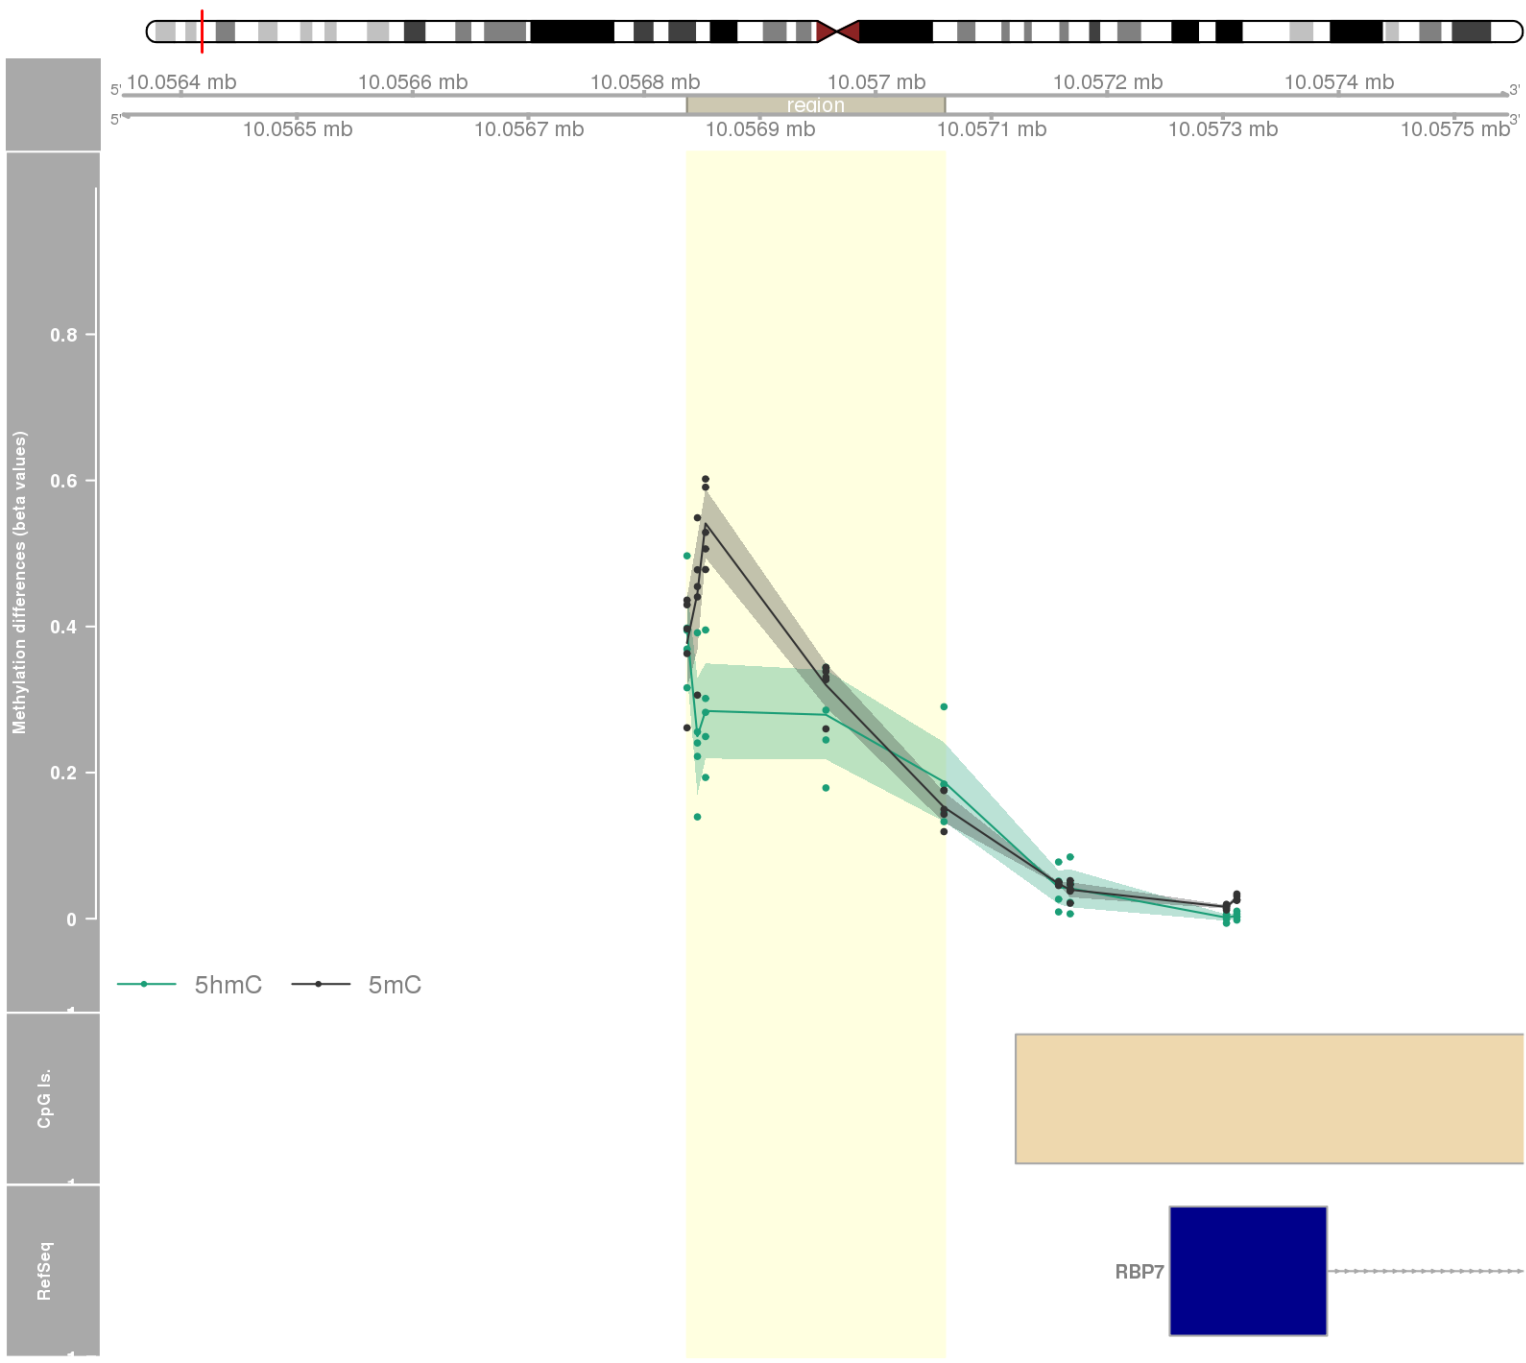 10.0564 mb 10.0566 mb 10.0568 mb 10.057 mb 10.0572 mb 10.0574 mb
5' 3'
region
5' 3'
10.0565 mb 10.0567 mb 10.0569 mb 10.0571 mb 10.0573 mb 10.0575 mb
Methylation differences (beta values)
0.8
0.6
0.4
0.2
0
5hmC 5mC
CpG Is.
RefSeq
RBP7